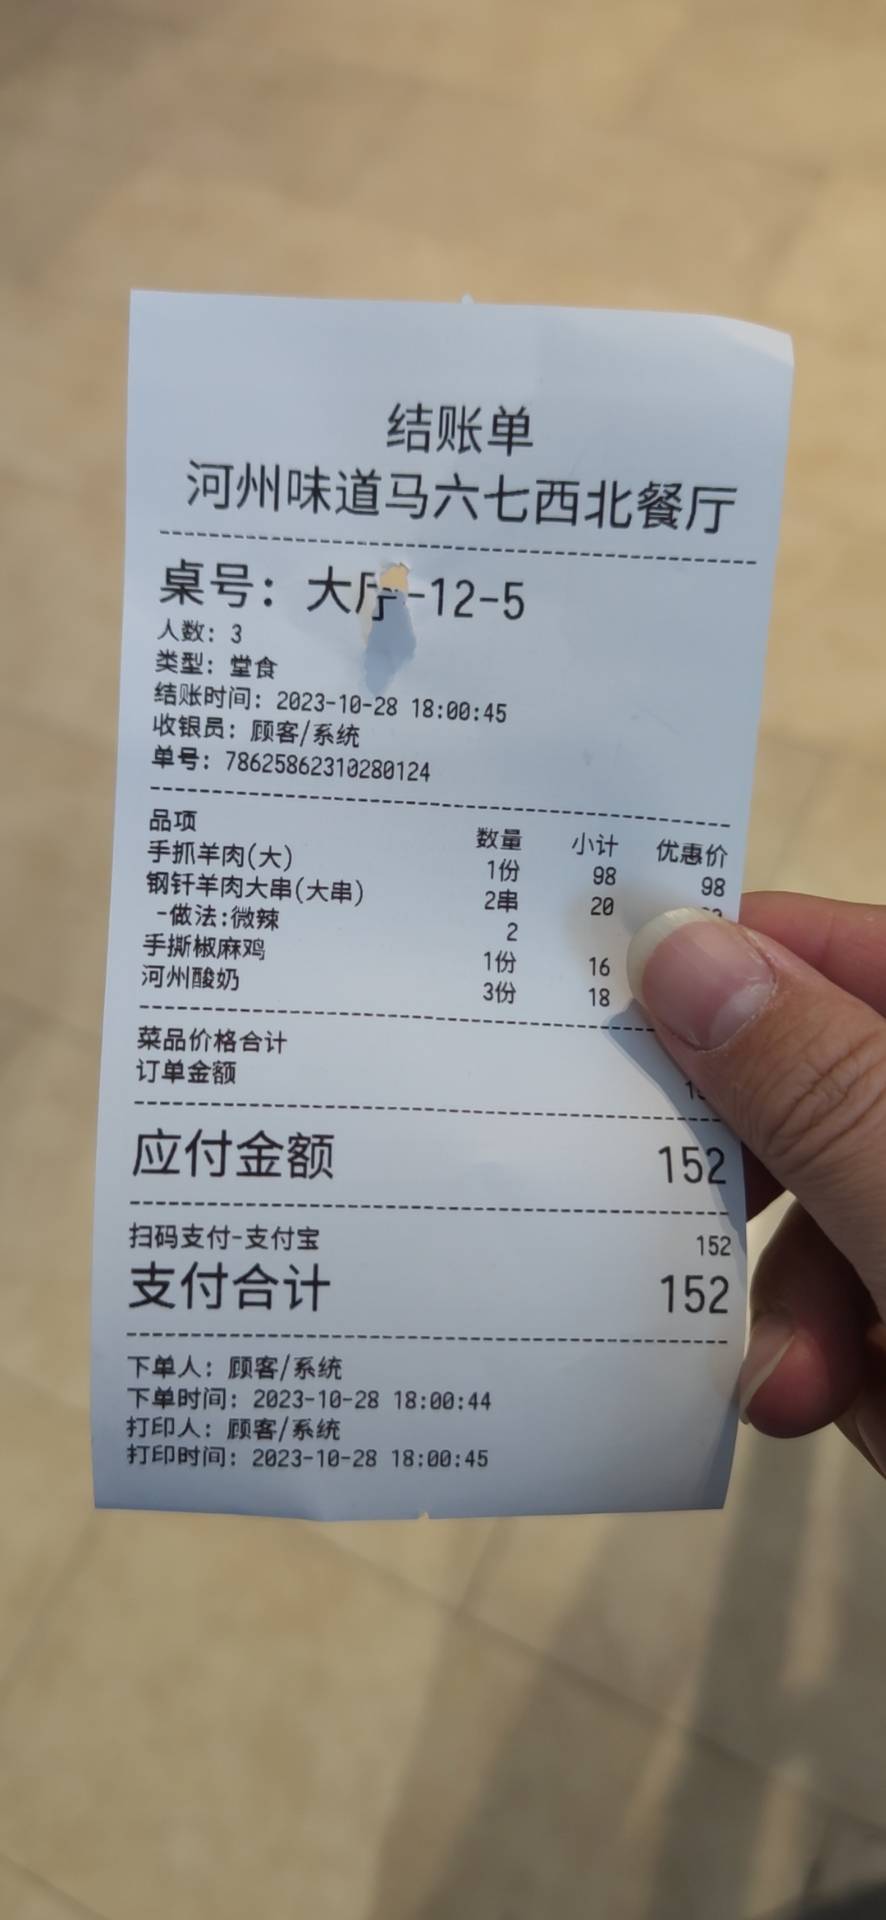 结账单
河州味道马六七西北餐厅
桌号：大厅-12-5
人数：3
类型：堂食
结账时间：2023-10-28 18:00:45
收银员：顾客/系统
单号：78625862310280124
品项 数量 小计 优惠价
手抓羊肉(大) 1份 98 98
钢钎羊肉大串(大串) 2串 20
-做法:微辣 2
手撕椒麻鸡 1份 16
河州酸奶 3份 18
菜品价格合计
订单金额
应付金额 152
扫码支付-支付宝 152
支付合计 152
下单人：顾客/系统
下单时间：2023-10-28 18:00:44
打印人：顾客/系统
打印时间：2023-10-28 18:00:45